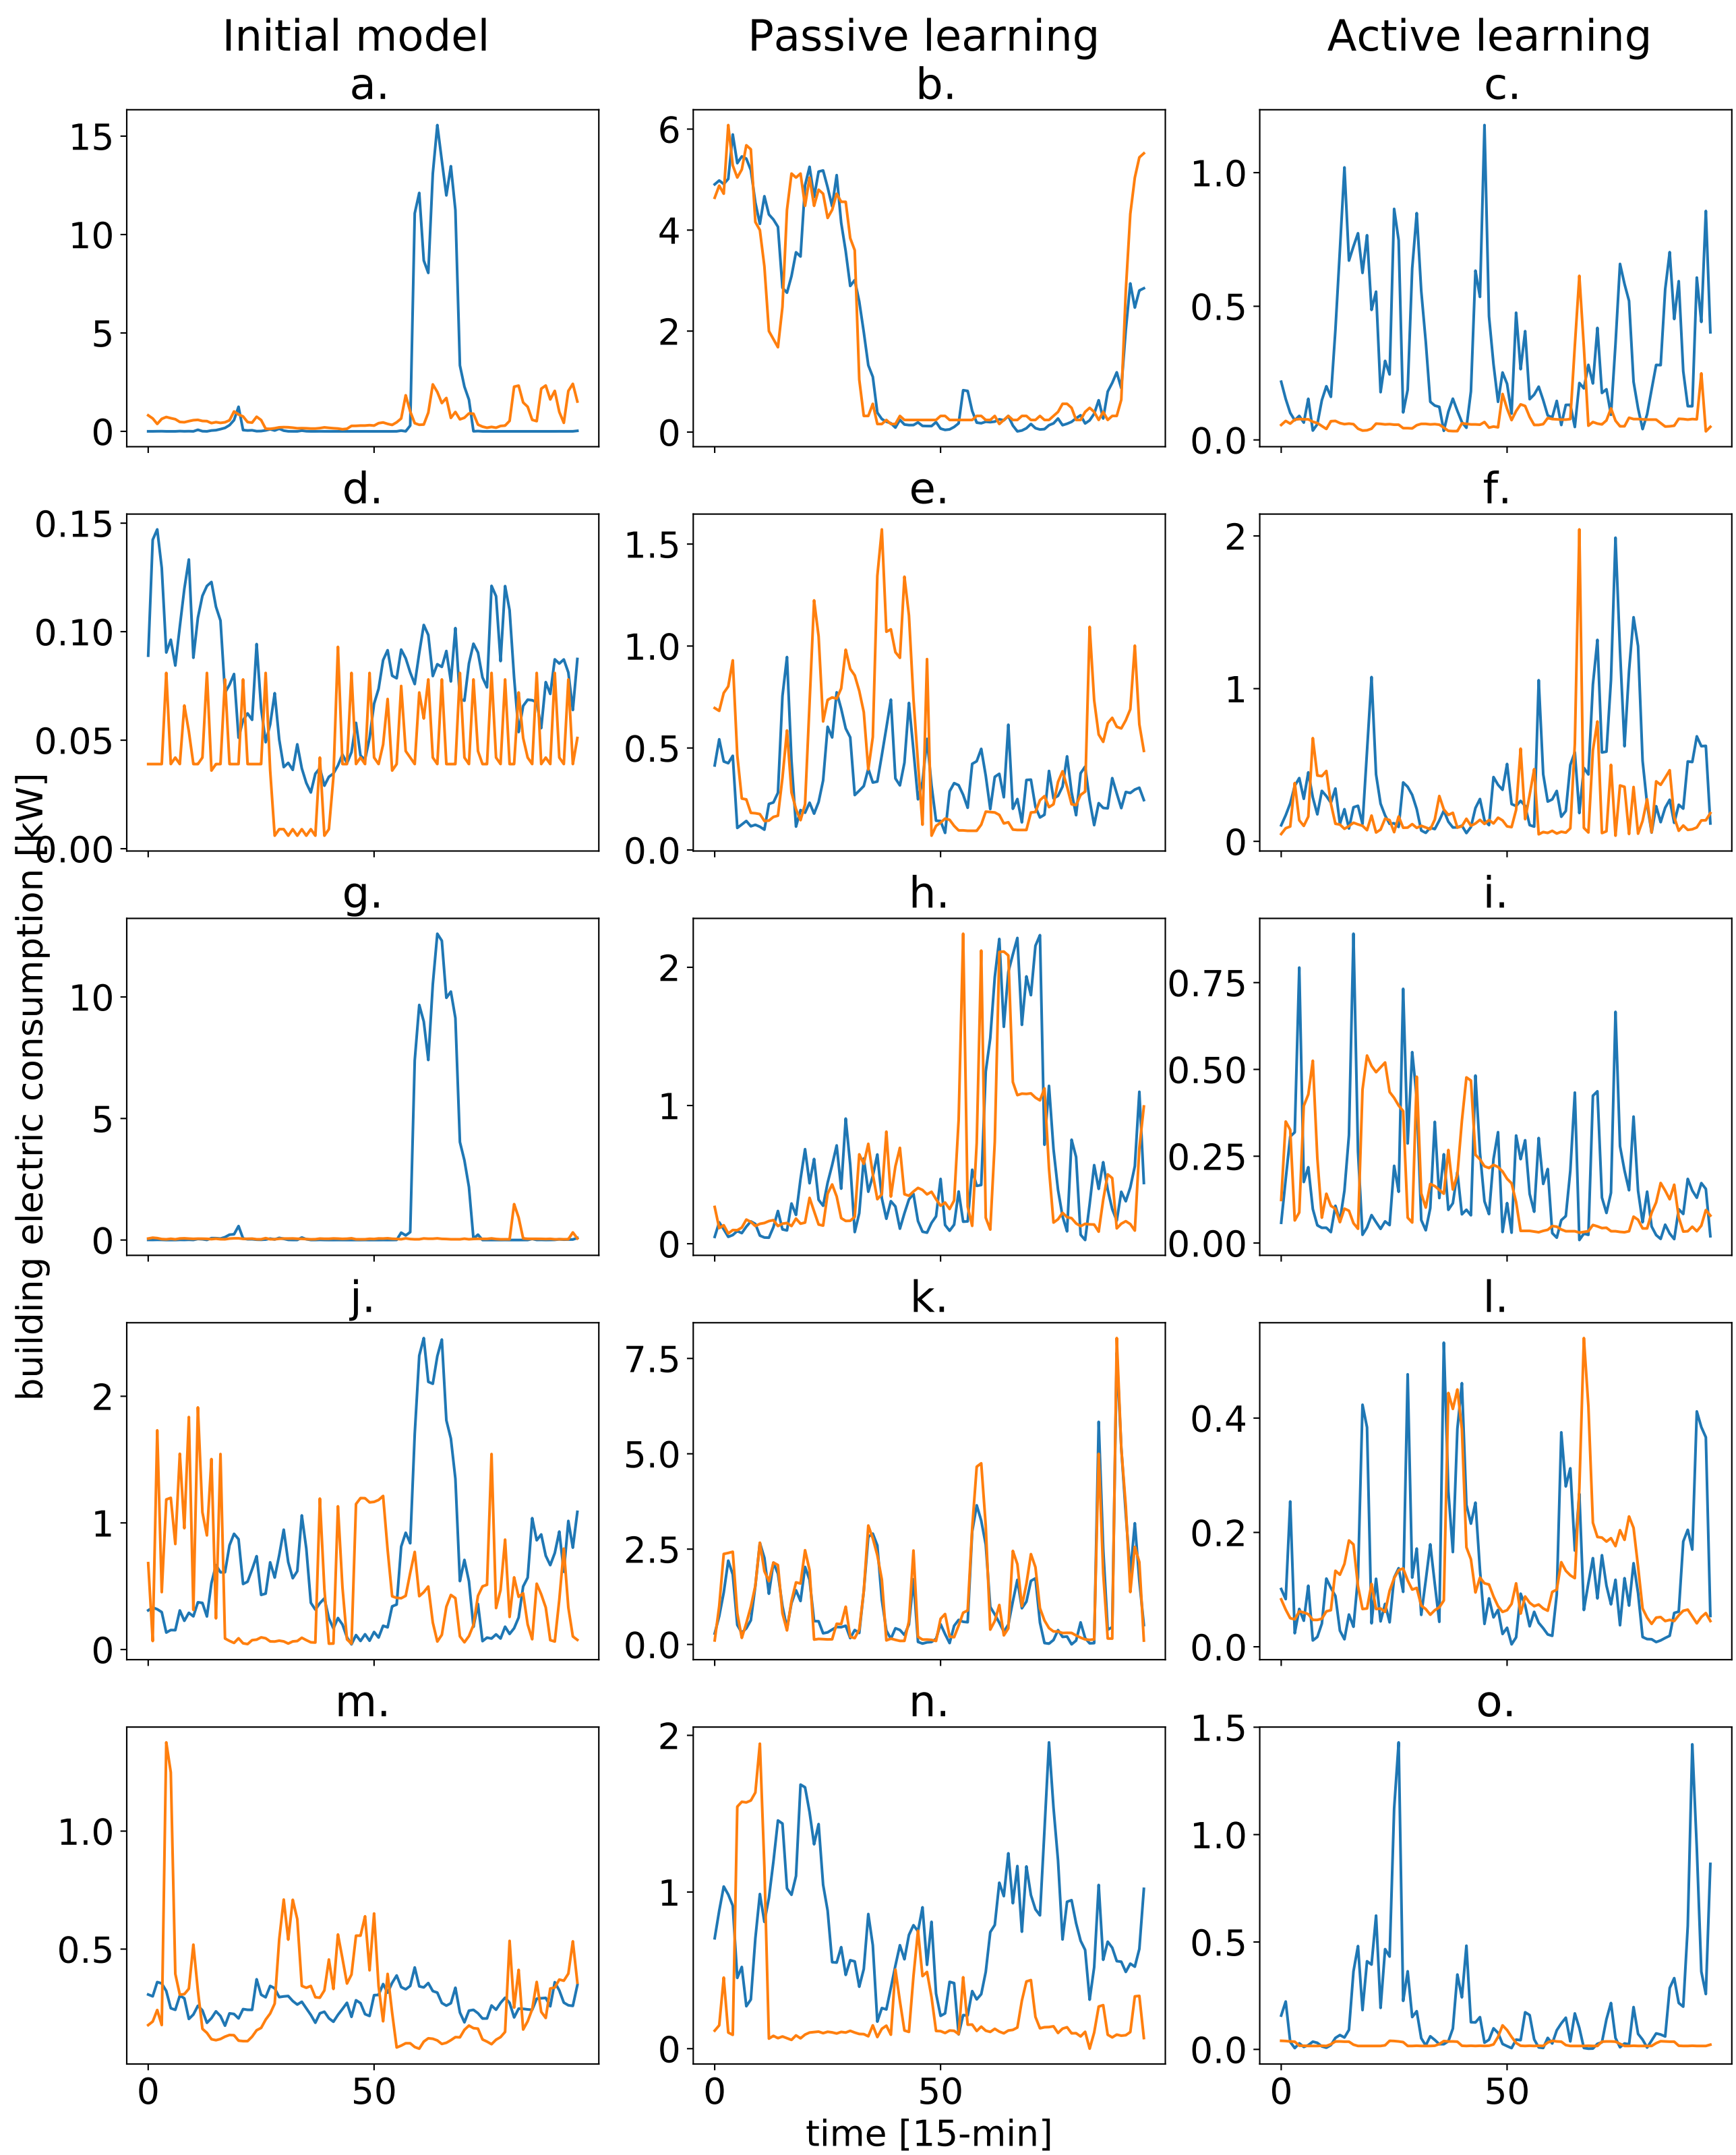 Initial model Passive learning Active learning
a. b. c.
15 6 1.0
10 4 0.5
5 2 0.0
0 0
d. e. f.
0.15 1.5 2
0.10 1.0 1
0.05 0.5 0
0.00 0.0
g. h. i.
10 2 0.75
5 1 0.50
0 0 0.25
0.00
j. k. l.
2 7.5 0.4
1 5.0 0.2
0 2.5 0.0
0.0
m. n. o.
1.0 2 1.5
0.5 1 1.0
0 0.5
0.0
0 50 0 50 0 50
building electric consumption [kW]
time [15-min]